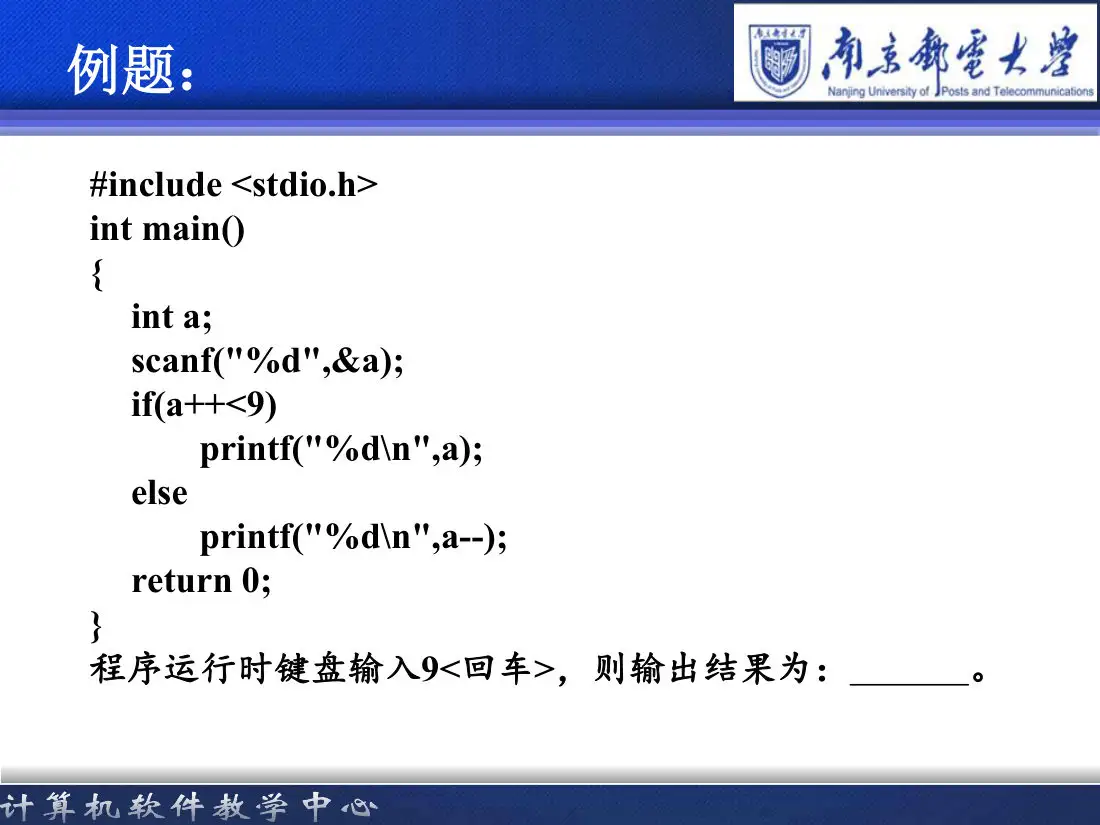 例题：
南京郵電大學
Nanjing University of Posts and Telecommunications
#include <stdio.h>
int main()
{
int a;
scanf("%d",&a);
if(a++<9)
printf("%d\n",a);
else
printf("%d\n",a--);
return 0;
}
程序运行时键盘输入9<回车>，则输出结果为：______。
计算机软件教学中心